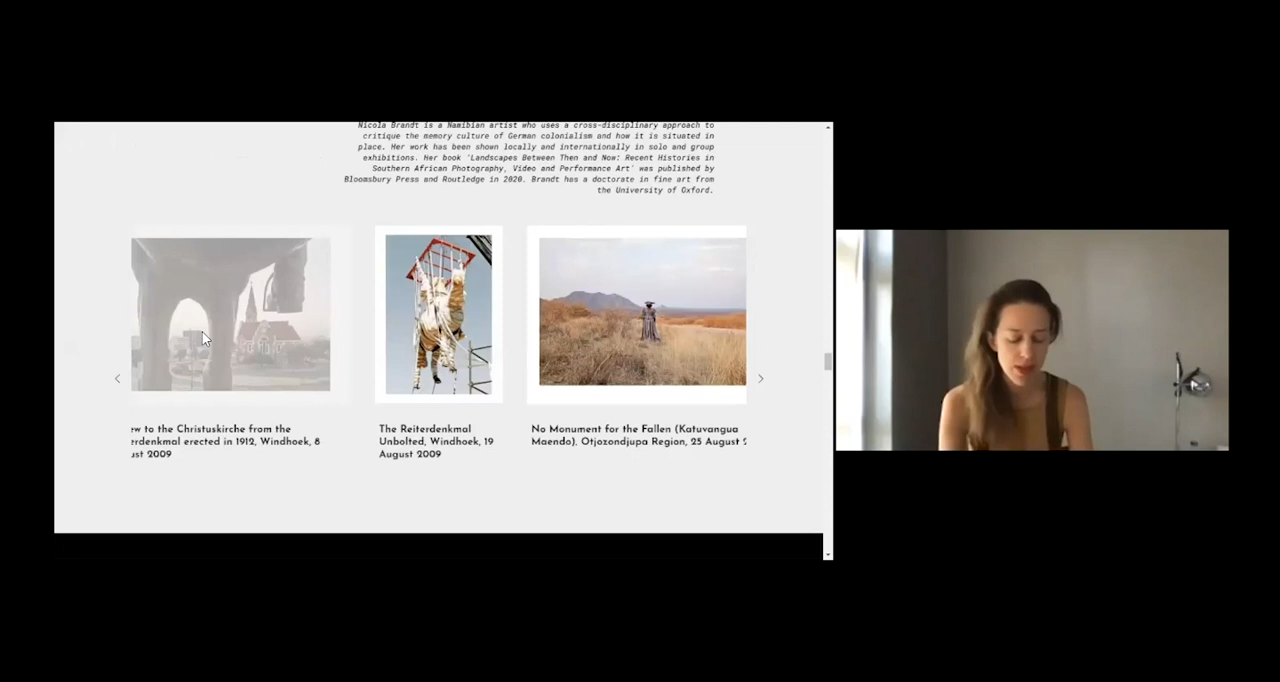 Nicola Brandt is a Namibian artist who uses a cross-disciplinary approach to
critique the memory culture of German colonialism and how it is situated in
place. Her work has been shown locally and internationally in solo and group
exhibitions. Her book 'Landscapes Between Then and Now: Recent Histories in
Southern African Photography, Video and Performance Art' was published by
Bloomsbury Press and Routledge in 2020. Brandt has a doctorate in fine art from
the University of Oxford.
ew to the Christuskirche from the
erdenkmal erected in 1912, Windhoek, 8
ust 2009
The Reiterdenkmal
Unbolted, Windhoek, 19
August 2009
No Monument for the Fallen (Katuvangua
Maendo), Otjozondjupa Region, 25 August